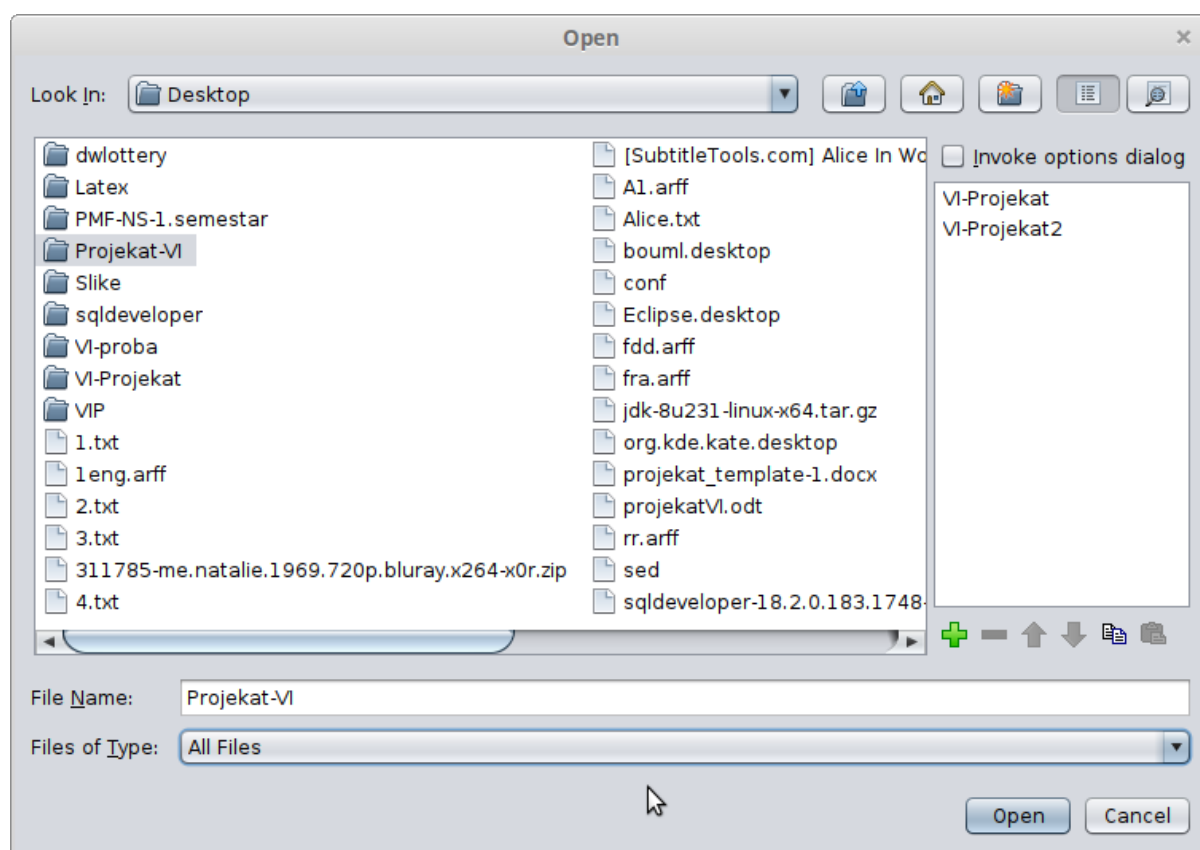 Open
Look In: Desktop
dwlottery
Latex
PMF-NS-1.semestar
Projekat-VI
Slike
sqldeveloper
VI-proba
VI-Projekat
VIP
1.txt
1eng.arff
2.txt
3.txt
311785-me.natalie.1969.720p.bluray.x264-x0r.zip
4.txt
[SubtitleTools.com] Alice In Wo
A1.arff
Alice.txt
bouml.desktop
conf
Eclipse.desktop
fdd.arff
fra.arff
jdk-8u231-linux-x64.tar.gz
org.kde.kate.desktop
projekat_template-1.docx
projekatVI.odt
rr.arff
sed
sqldeveloper-18.2.0.183.1748-
Invoke options dialog
VI-Projekat
VI-Projekat2
File Name: Projekat-VI
Files of Type: All Files
Open Cancel